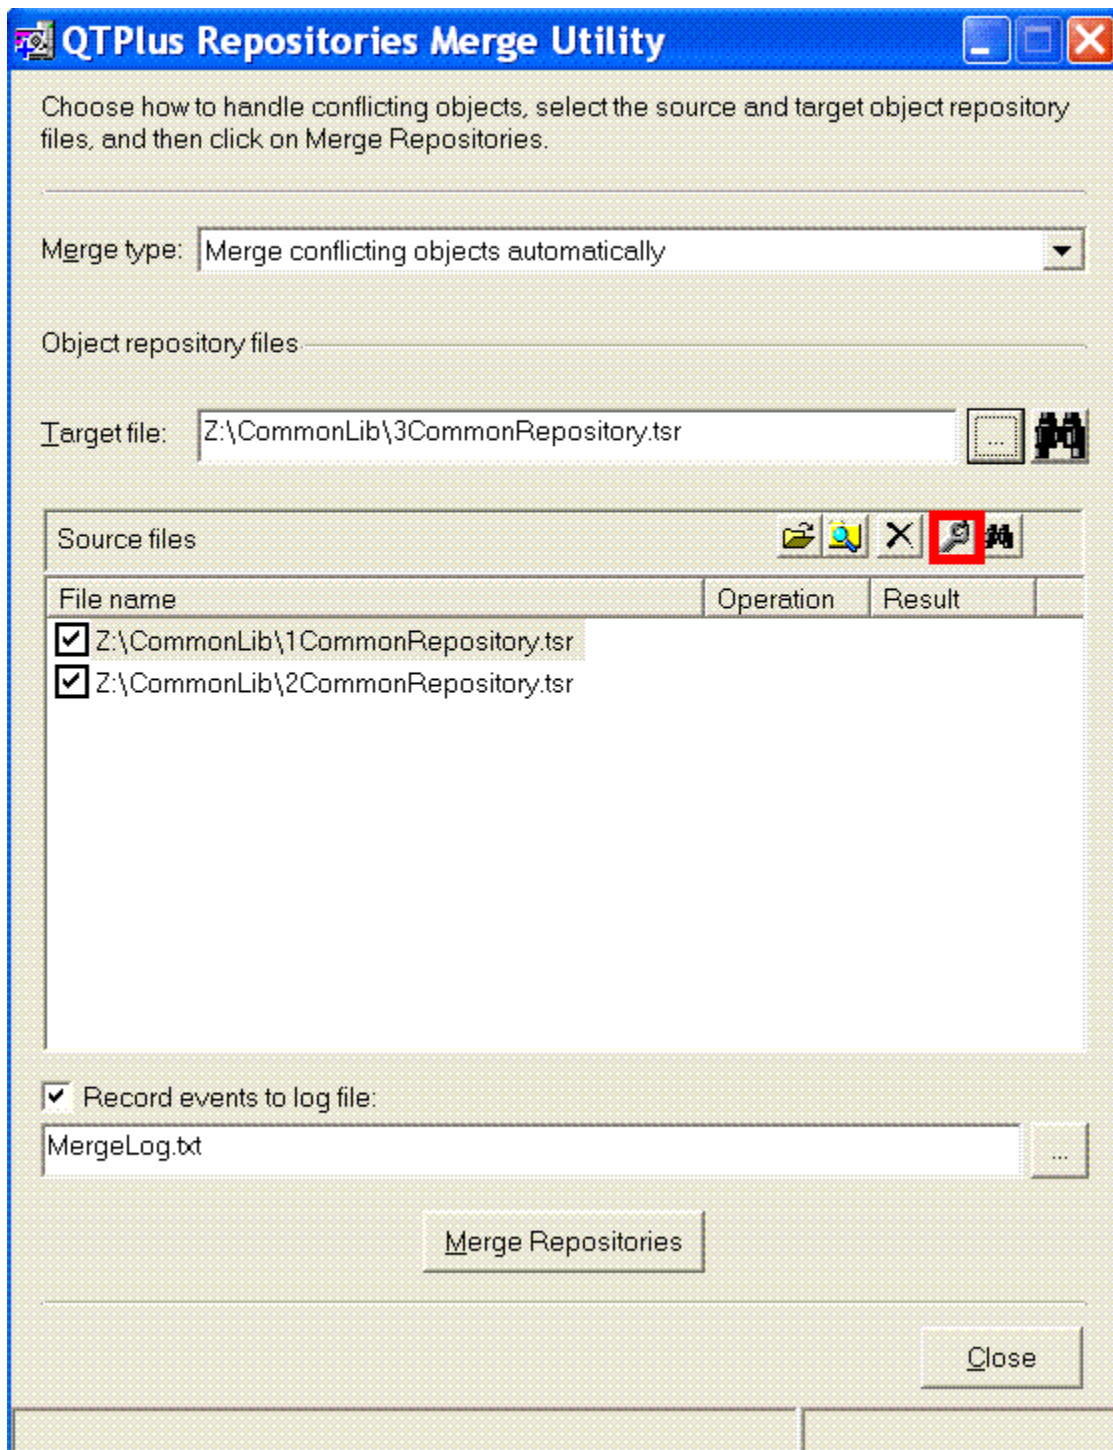 QTPlus Repositories Merge Utility
Choose how to handle conflicting objects, select the source and target object repository
files, and then click on Merge Repositories.
Merge type: Merge conflicting objects automatically
Object repository files
Target file: Z:\CommonLib\3CommonRepository.tsr ...
Source files
File name Operation Result
Z:\CommonLib\1CommonRepository.tsr
Z:\CommonLib\2CommonRepository.tsr
Record events to log file:
MergeLog.txt ...
Merge Repositories
Close